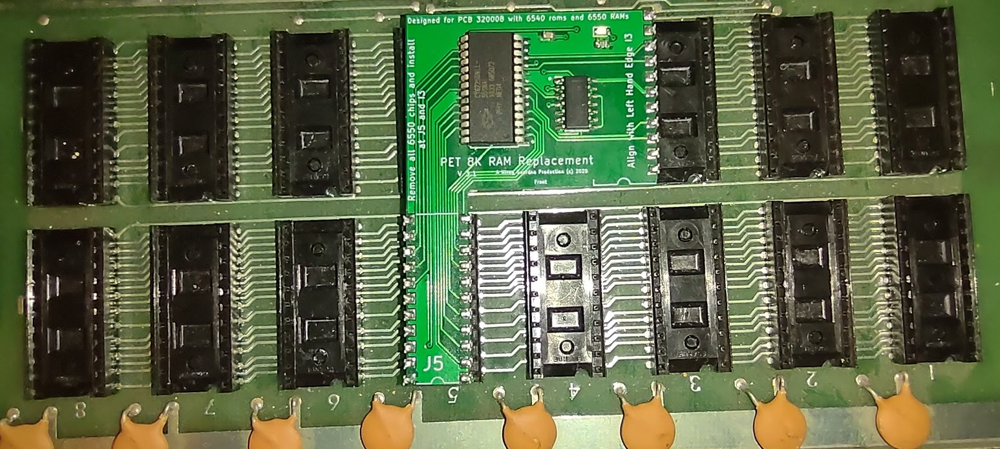 Designed for PCB 320008 with 6540 roms and 6550 RAMs
Remove all 6550 chips and install
at J5 and I3
Align with Left Hand Edge I3
PET 8K RAM Replacement
V 3.1
Production (c) 2020
Front
J5
8
7
6
5
4
3
2
1